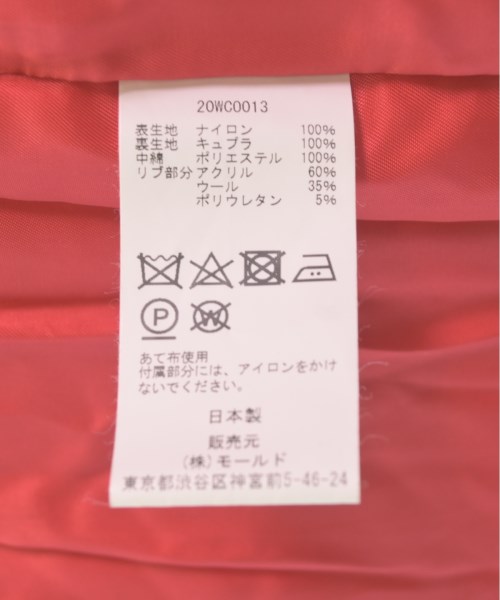 20WC0013
表生地 ナイロン 100%
裏生地 キュプラ 100%
中綿 ポリエステル 100%
リブ部分 アクリル 60%
ウール 35%
ポリウレタン 5%
P W
あて布使用
付属部分には、アイロンをかけ
ないでください。
日本製
販売元
(株)モールド
東京都渋谷区神宮前5-46-24